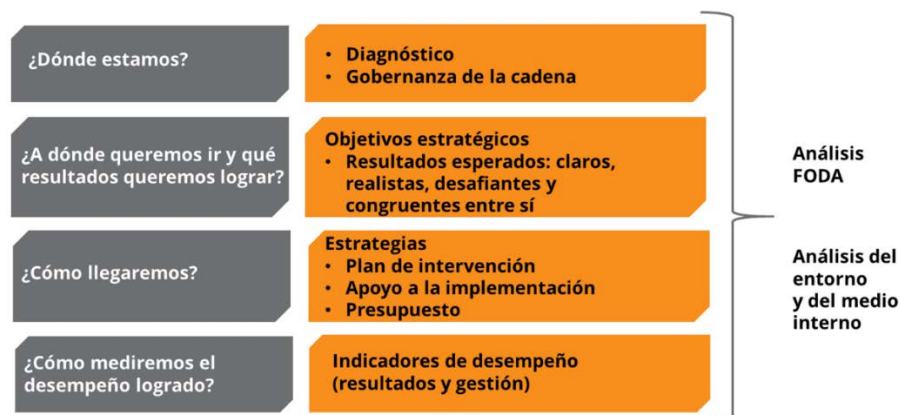 ¿Dónde estamos?
• Diagnóstico
• Gobernanza de la cadena
¿A dónde queremos ir y qué
resultados queremos lograr?
Objetivos estratégicos
• Resultados esperados: claros,
realistas, desafiantes y
congruentes entre sí
¿Cómo llegaremos?
Estrategias
• Plan de intervención
• Apoyo a la implementación
• Presupuesto
¿Cómo mediremos el
desempeño logrado?
Indicadores de desempeño
(resultados y gestión)
Análisis
FODA
Análisis del
entorno
y del medio
interno